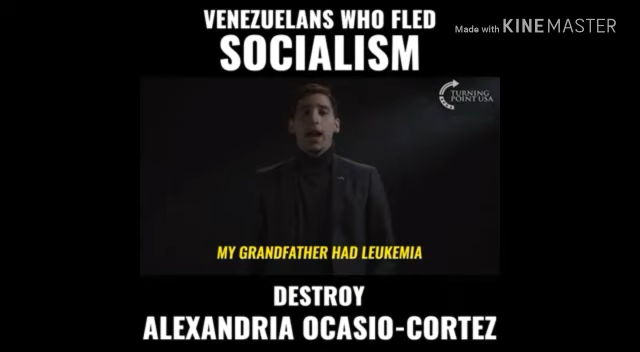 VENEZUELANS WHO FLED
SOCIALISM
Made with KINEMASTER
TURNING
POINT USA
MY GRANDFATHER HAD LEUKEMIA
DESTROY
ALEXANDRIA OCASIO-CORTEZ